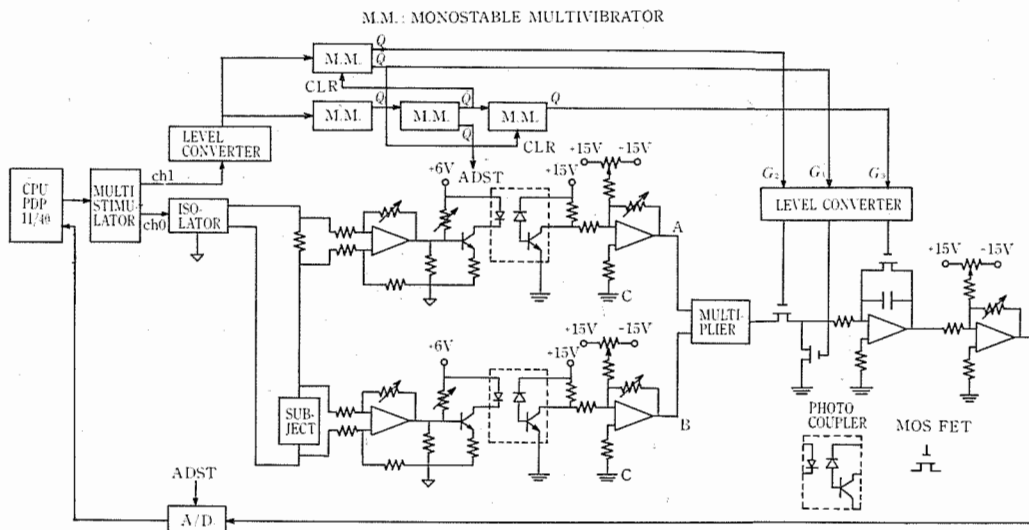 M.M.: MONOSTABLE MULTIVIBRATOR
Q
M.M.
Q
CLR
Q
Q
Q
M.M.
M.M.
M.M.
Q
CLR
LEVEL
CONVERTER
ADST
ch1
CPU
PDP
11/40
MULTI
STIMU-
LATOR
ch0
ISO-
LATOR
+6V
+15V
+15V
-15V
A
C
G2
G1
G3
LEVEL CONVERTER
+15V
-15V
MULTI-
PLIER
+6V
+15V
+15V
-15V
B
C
SUB-
JECT
PHOTO
COUPLER
MOS FET
ADST
A/D